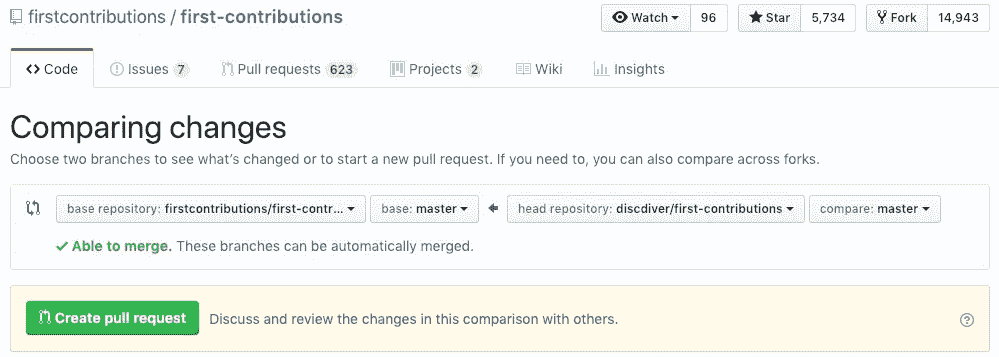 firstcontributions / first-contributions
Watch 96 Star 5,734 Fork 14,943
Code Issues 7 Pull requests 623 Projects 2 Wiki Insights
Comparing changes
Choose two branches to see what's changed or to start a new pull request. If you need to, you can also compare across forks.
base repository: firstcontributions/first-contr... base: master head repository: discdiver/first-contributions compare: master
Able to merge. These branches can be automatically merged.
Create pull request Discuss and review the changes in this comparison with others.